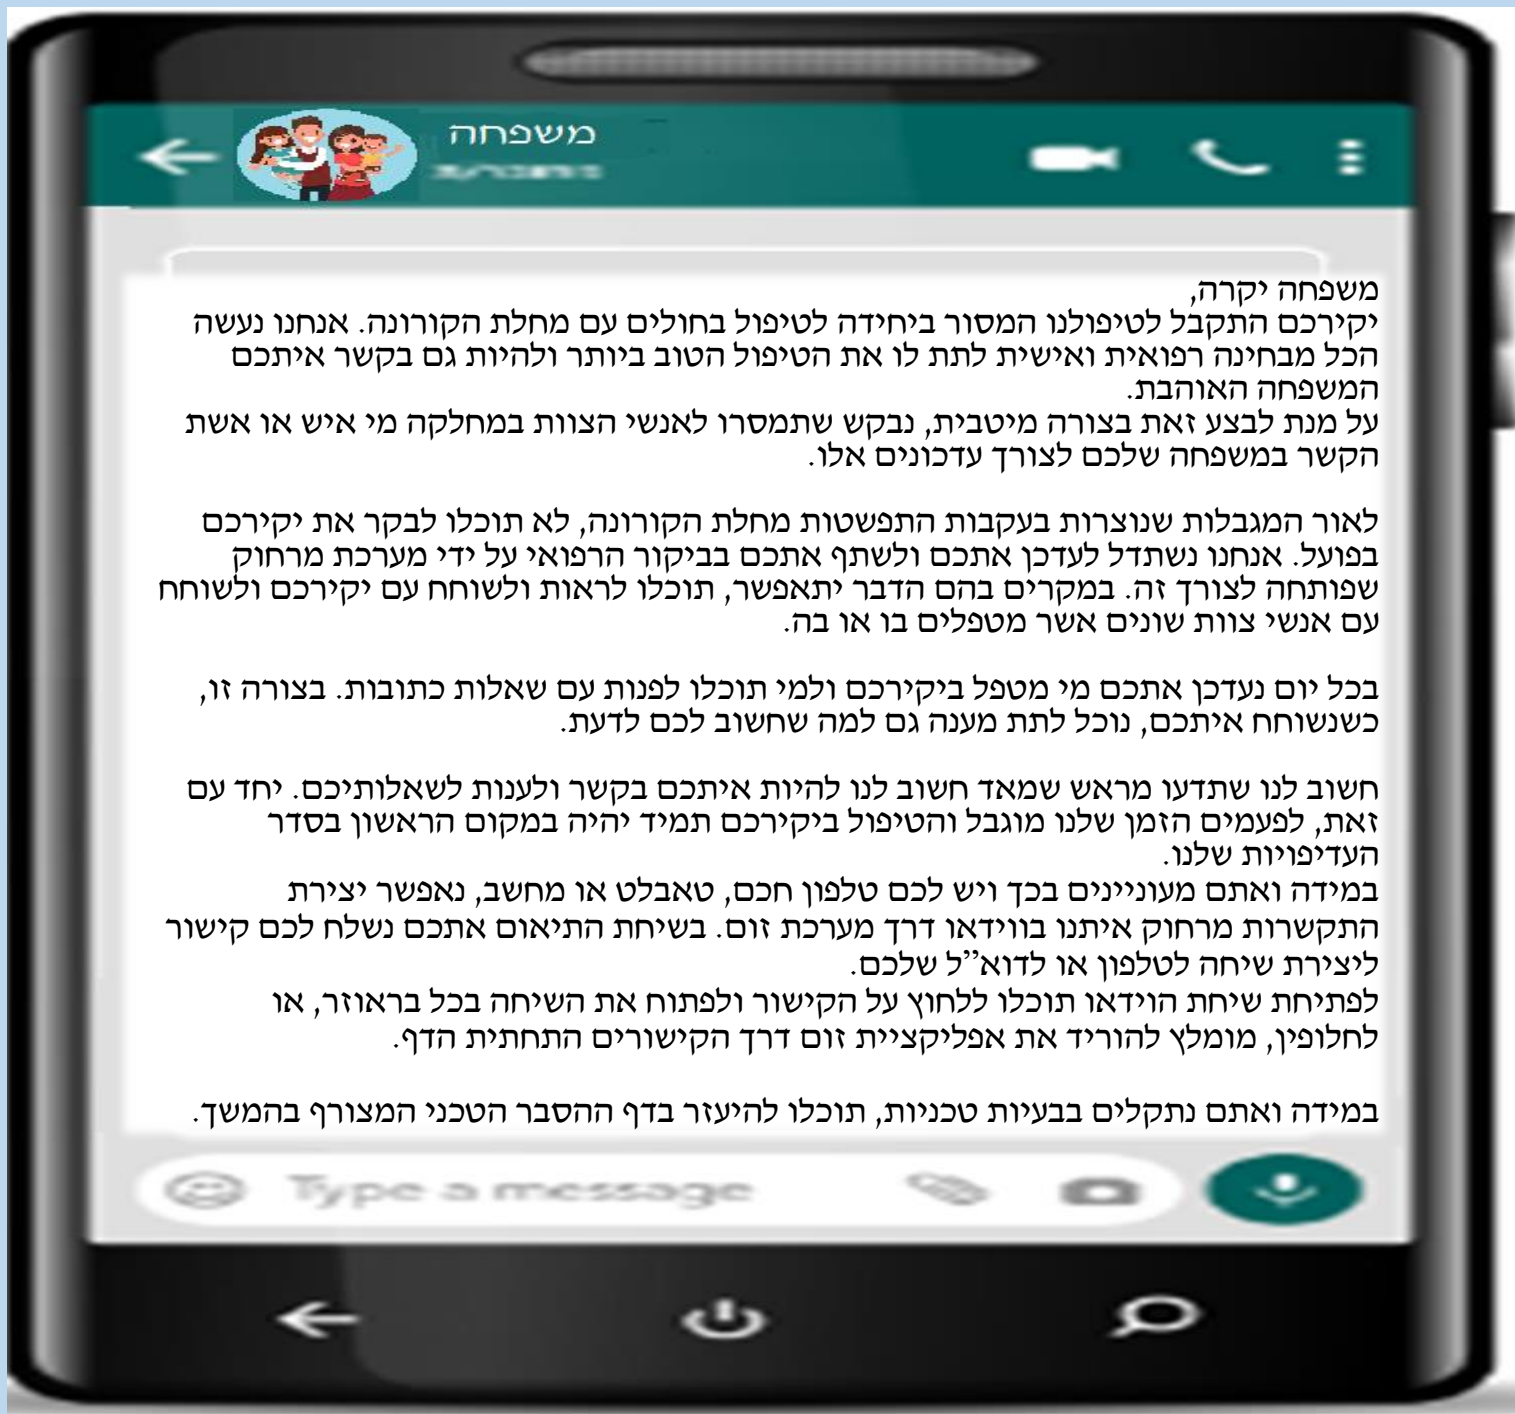 משפחה
משפחה יקרה,
יקירכם התקבל לטיפולנו המסור ביחידה לטיפול בחולים עם מחלת הקורונה. אנחנו נעשה
הכל מבחינה רפואית ואישית לתת לו את הטיפול הטוב ביותר ולהיות גם בקשר איתכם
המשפחה האוהבת.
על מנת לבצע זאת בצורה מיטבית, נבקש שתמסרו לאנשי הצוות במחלקה מי איש או אשת
הקשר במשפחה שלכם לצורך עדכונים אלו.
לאור המגבלות שנוצרות בעקבות התפשטות מחלת הקורונה, לא תוכלו לבקר את יקירכם
בפועל. אנחנו נשתדל לעדכן אתכם ולשתף אתכם בביקור הרפואי על ידי מערכת מרחוק
שפותחה לצורך זה. במקרים בהם הדבר יתאפשר, תוכלו לראות ולשוחח עם יקירכם ולשוחח
עם אנשי צוות שונים אשר מטפלים בו או בה.
בכל יום נעדכן אתכם מי מטפל ביקירכם ולמי תוכלו לפנות עם שאלות כתובות. בצורה זו,
כשנשוחח איתכם, נוכל לתת מענה גם למה שחשוב לכם לדעת.
חשוב לנו שתדעו מראש שמאד חשוב לנו להיות איתכם בקשר ולענות לשאלותיכם. יחד עם
זאת, לפעמים הזמן שלנו מוגבל והטיפול ביקירכם תמיד יהיה במקום הראשון בסדר
העדיפויות שלנו.
במידה ואתם מעוניינים בכך ויש לכם טלפון חכם, טאבלט או מחשב, נאפשר יצירת
התקשרות מרחוק איתנו בווידאו דרך מערכת זום. בשיחת התיאום אתכם נשלח לכם קישור
ליצירת שיחה לטלפון או לדוא”ל שלכם.
לפתיחת שיחת הוידאו תוכלו ללחוץ על הקישור ולפתוח את השיחה בכל בראוזר, או
לחלופין, מומלץ להוריד את אפליקציית זום דרך הקישורים התחתית הדף.
במידה ואתם נתקלים בבעיות טכניות, תוכלו להיעזר בדף ההסבר הטכני המצורף בהמשך.
Type a message